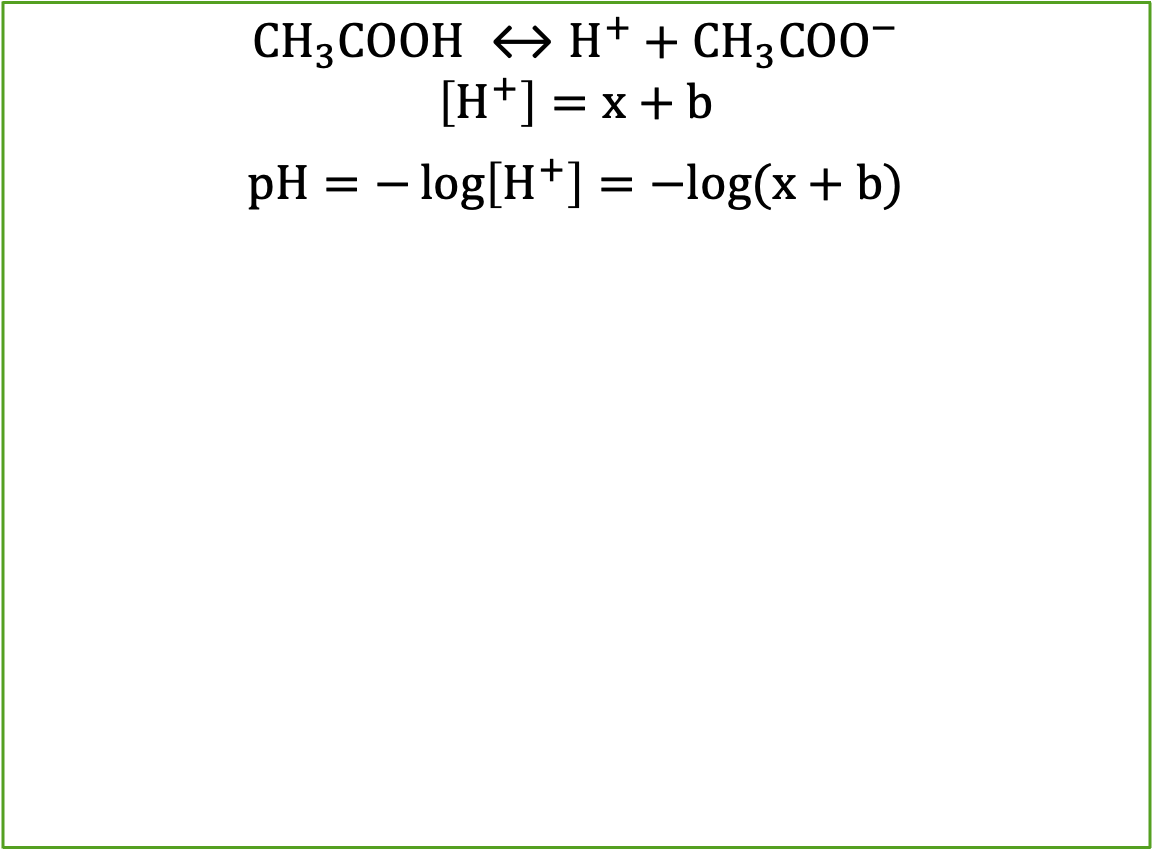 CH₃COOH ↔ H⁺ + CH₃COO⁻
[H⁺] = x + b
pH = − log[H⁺] = −log(x + b)